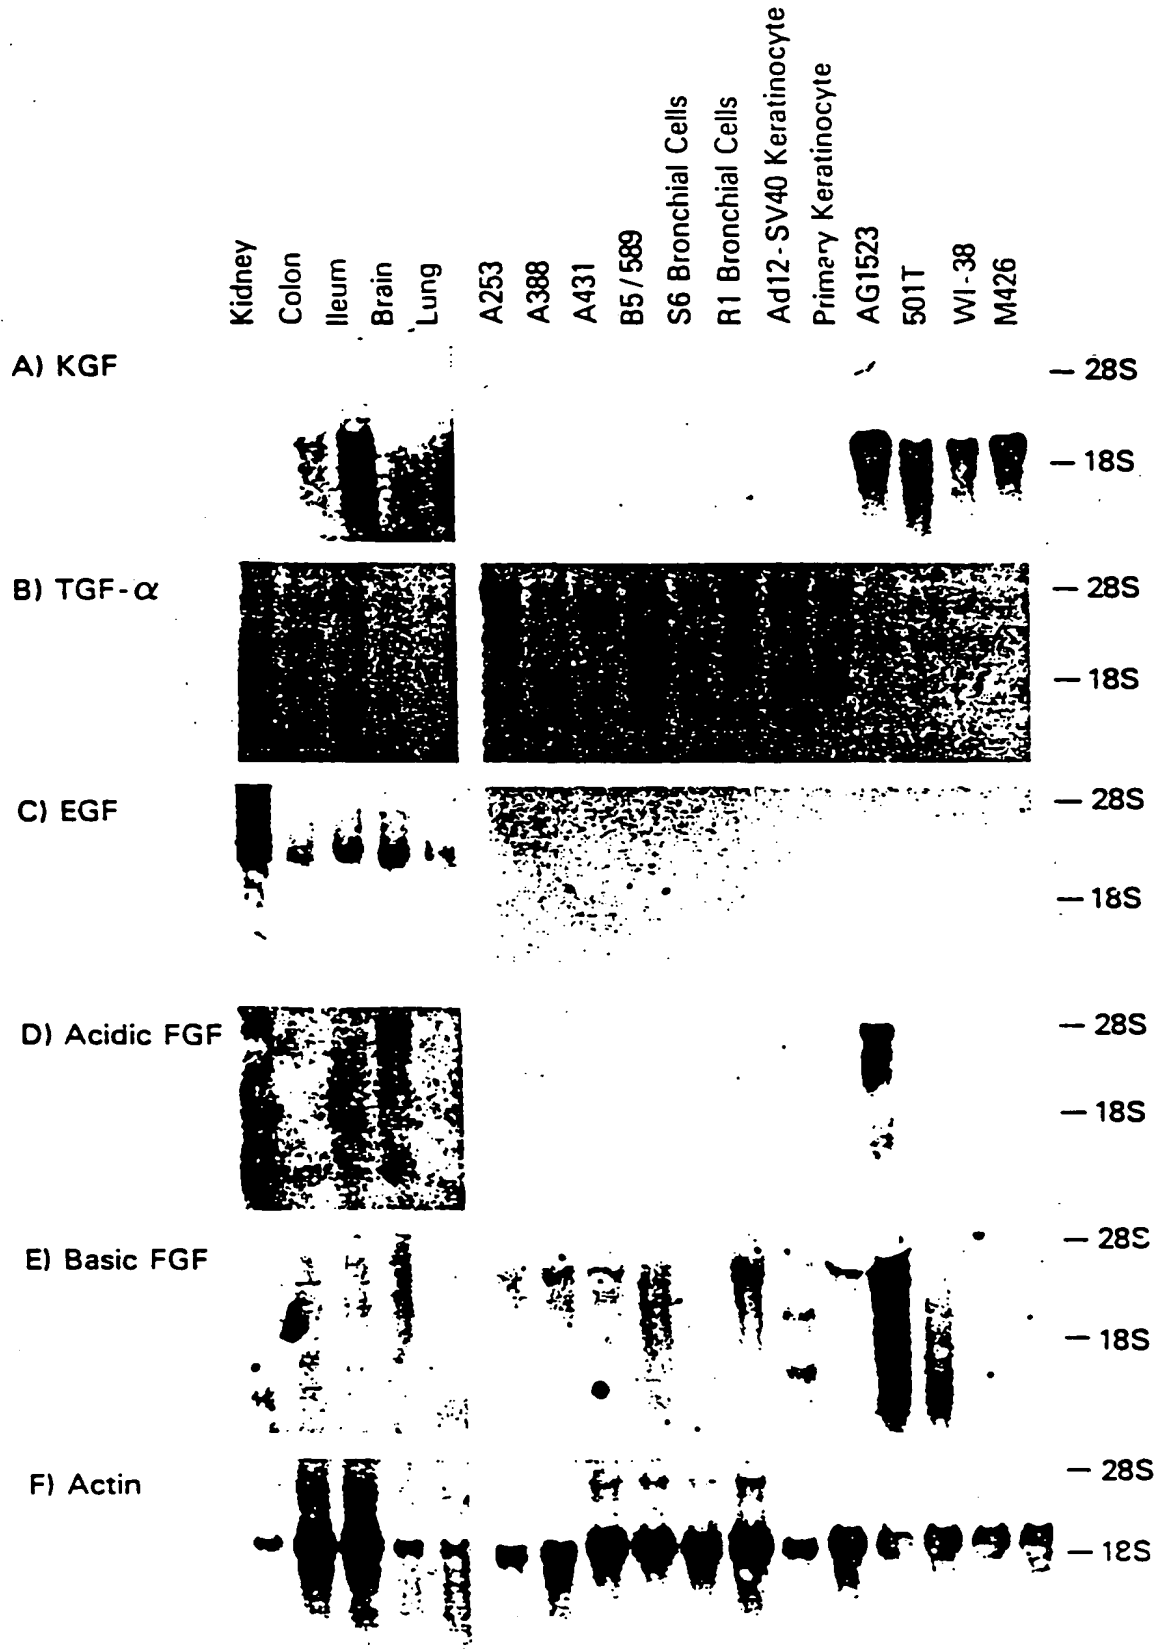 Kidney
Colon
Ileum
Brain
Lung
A253
A388
A431
B5/589
S6 Bronchial Cells
R1 Bronchial Cells
Ad12-SV40 Keratinocyte
Primary Keratinocyte
AG1523
501T
WI-38
M426
A) KGF
— 28S
— 18S
B) TGF-α
— 28S
— 18S
C) EGF
— 28S
— 18S
D) Acidic FGF
— 28S
— 18S
E) Basic FGF
— 28S
— 18S
F) Actin
— 28S
— 18S